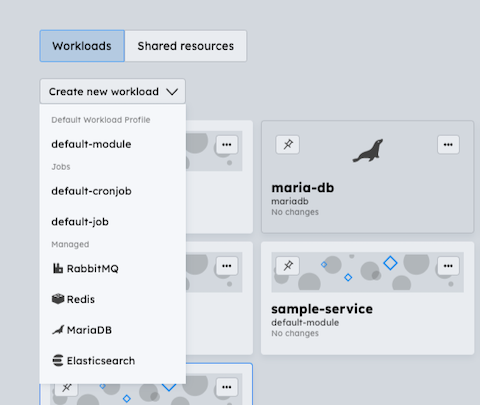 Workloads
Shared resources
Create new workload
Default Workload Profile
default-module
Jobs
default-cronjob
default-job
Managed
RabbitMQ
Redis
MariaDB
Elasticsearch
maria-db
mariadb
No changes
sample-service
default-module
No changes